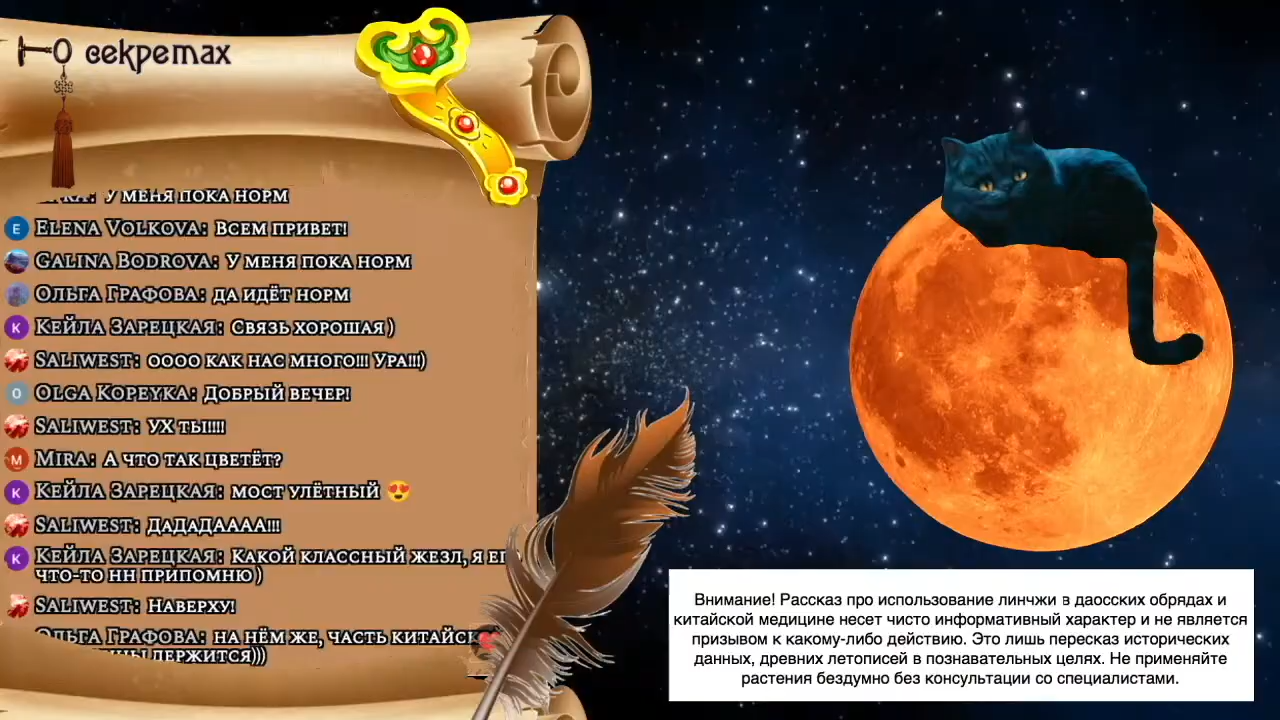 О секретах
У МЕНЯ ПОКА НОРМ
E ELENA VOLKOVA: ВСЕМ ПРИВЕТ!
GALINA BODROVA: У МЕНЯ ПОКА НОРМ
ОЛЬГА ГРАФОВА: ДА ИДЁТ НОРМ
К КЕЙЛА ЗАРЕЦКАЯ: СВЯЗЬ ХОРОШАЯ)
SALIWEST: ОООО КАК НАС МНОГО!!! УРА!!!)
O OLGA KOPEYKA: ДОБРЫЙ ВЕЧЕР!
SALIWEST: УХ ТЫ!!!!
M MIRA: А ЧТО ТАК ЦВЕТЁТ?
К КЕЙЛА ЗАРЕЦКАЯ: МОСТ УЛЁТНЫЙ 😍
SALIWEST: ДАДАДАААА!!!
К КЕЙЛА ЗАРЕЦКАЯ: КАКОЙ КЛАССНЫЙ ЖЕЗЛ, Я
ЧТО-ТО НН ПРИПОМНЮ)
SALIWEST: НАВЕРХУ!
ОЛЬГА ГРАФОВА: НА НЁМ ЖЕ, ЧАСТЬ
ДЕРЖИТСЯ)))
Внимание! Рассказ про использование линчжи в даосских обрядах и
китайской медицине несет чисто информативный характер и не является
призывом к какому-либо действию. Это лишь пересказ исторических
данных, древних летописей в познавательных целях. Не применяйте
растения бездумно без консультации со специалистами.